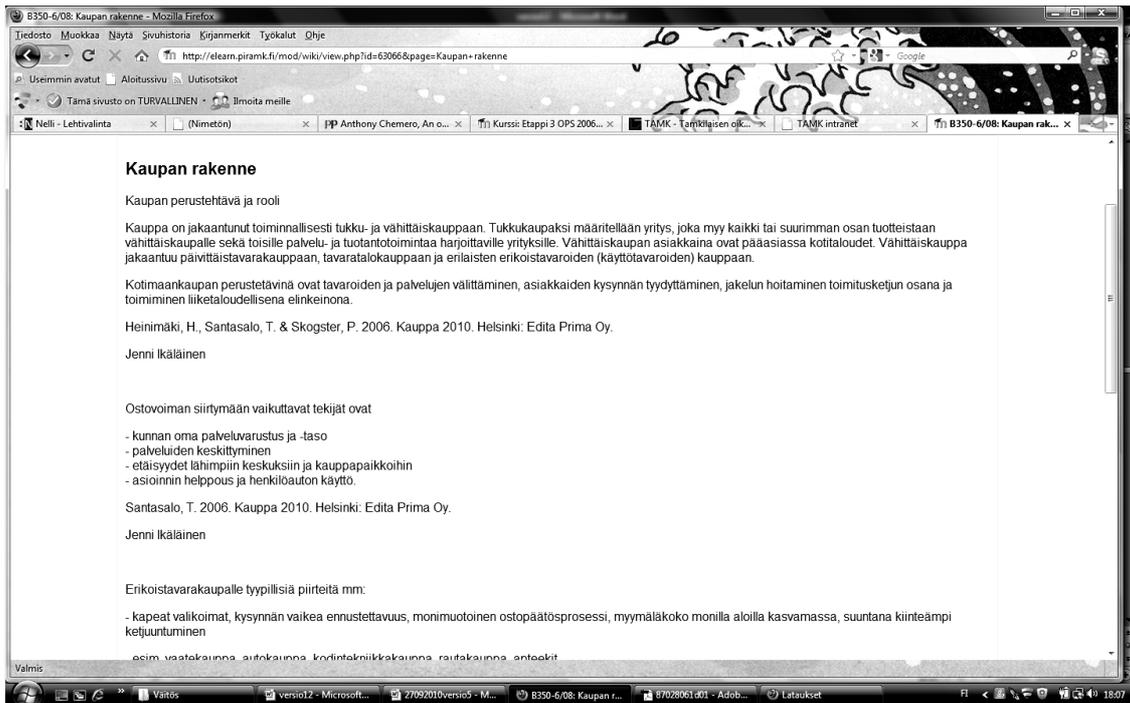 B350-6/08: Kaupan rakenne - Mozilla Firefox
Tiedosto Muokkaa Näytä Sivuhistoria Kirjanmerkit Työkalut Ohje
http://elearn.piramk.fi/mod/wiki/view.php?id=63066&page=Kaupan+rakenne
Google
Useimmin avatut Aloitussivu Uutisotsikot
Tämä sivusto on TURVALLINEN Ilmoita meille
Nelli - Lehtivalinta (Nimetön) Anthony Chemero, An o... Kurssi: Etappi 3 OPS 2006... TAMK - Tamkilaisen oik... TAMK intranet B350-6/08: Kaupan rak...
Kaupan rakenne
Kaupan perustehtävä ja rooli
Kauppa on jakaantunut toiminnallisesti tukku- ja vähittäiskauppaan. Tukkukaupaksi määritellään yritys, joka myy kaikki tai suurimman osan tuotteistaan
vähittäiskaupalle sekä toisille palvelu- ja tuotantotoimintaa harjoittaville yrityksille. Vähittäiskaupan asiakkaina ovat pääasiassa kotitaloudet. Vähittäiskauppa
jakaantuu päivittäistavarakauppaan, tavaratalokauppaan ja erilaisten erikoistavaroiden (käyttötavaroiden) kauppaan.
Kotimaankaupan perustetävinä ovat tavaroiden ja palvelujen välittäminen, asiakkaiden kysynnän tyydyttäminen, jakelun hoitaminen toimitusketjun osana ja
toimiminen liiketaloudellisena elinkeinona.
Heinimäki, H., Santasalo, T. & Skogster, P. 2006. Kauppa 2010. Helsinki: Edita Prima Oy.
Jenni Ikäläinen
Ostovoiman siirtymään vaikuttavat tekijät ovat
- kunnan oma palveluvarustus ja -taso
- palveluiden keskittyminen
- etäisyydet lähimpiin keskuksiin ja kauppapaikkoihin
- asioinnin helppous ja henkilöauton käyttö.
Santasalo, T. 2006. Kauppa 2010. Helsinki: Edita Prima Oy.
Jenni Ikäläinen
Erikoistavarakaupalle tyypillisiä piirteitä mm:
- kapeat valikoimat, kysynnän vaikea ennustettavuus, monimuotoinen ostopäätösprosessi, myymäläkoko monilla aloilla kasvamassa, suuntana kiinteämpi
ketjuuntuminen
- esim. vaatekauppa, autokauppa, kodintekniikkakauppa, rautakauppa, apteekit
Valmis
Väitös versio12 - Microsoft... 27092010versio5 - M... B350-6/08: Kaupan r... 87028061d01 - Adob... Lataukset FI 18:07